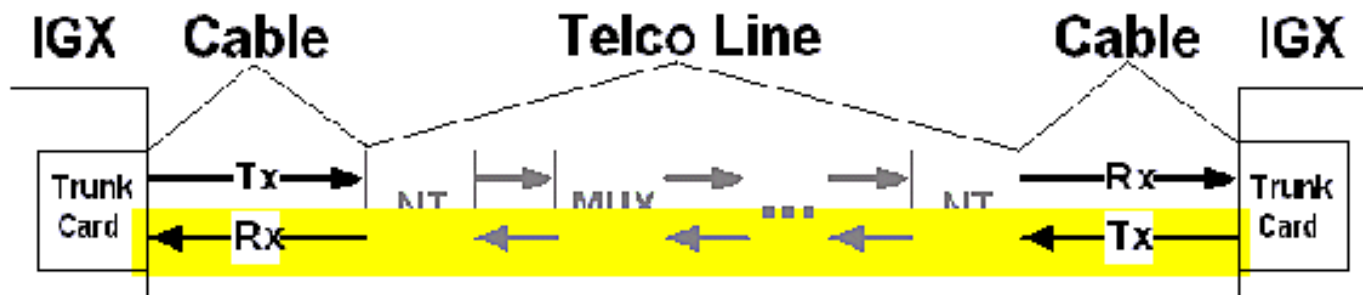 IGX Cable Telco Line Cable IGX
Trunk Card
Tx
NT
MUX
...
NT
Rx
Trunk Card
Rx
Tx